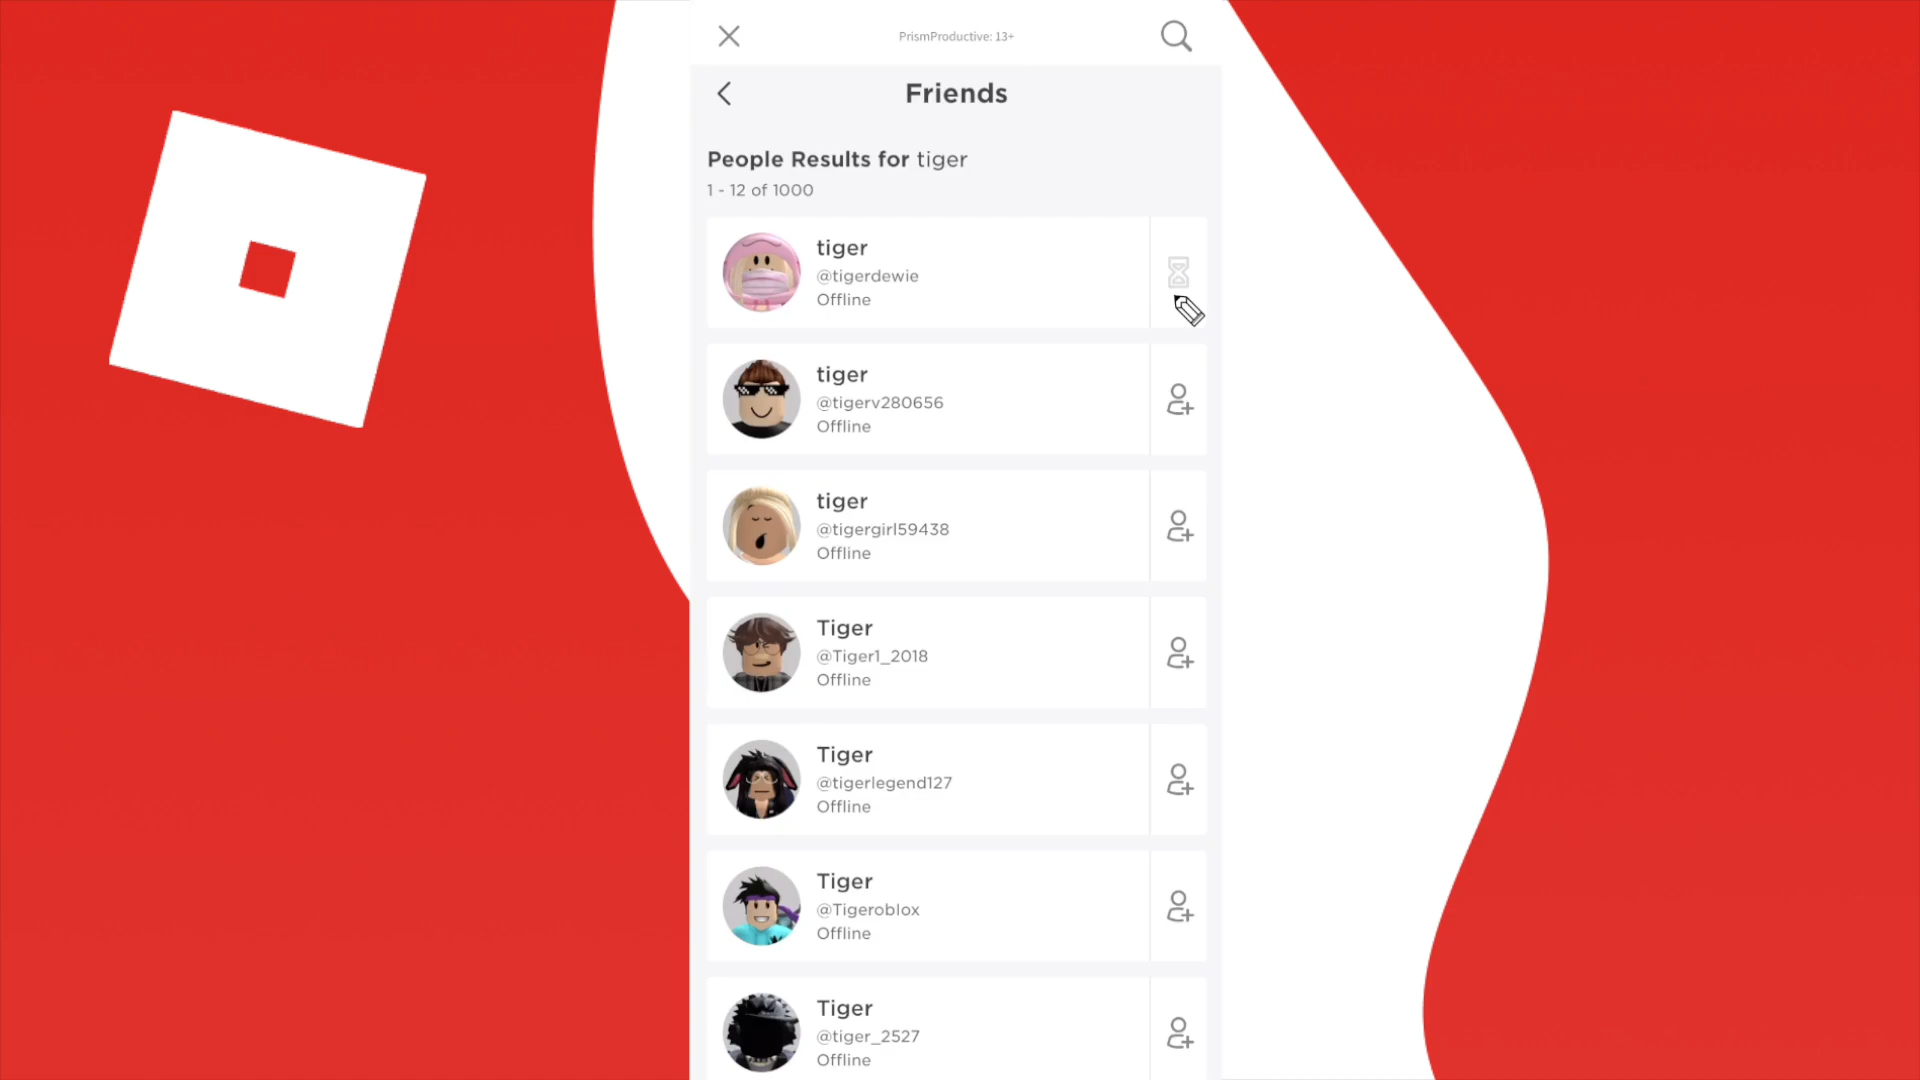 PrismProductive: 13+
Friends
People Results for tiger
1 - 12 of 1000
tiger
@tigerdewie
Offline
tiger
@tigerv280656
Offline
tiger
@tigergirl59438
Offline
Tiger
@Tiger1_2018
Offline
Tiger
@tigerlegend127
Offline
Tiger
@Tigeroblox
Offline
Tiger
@tiger_2527
Offline